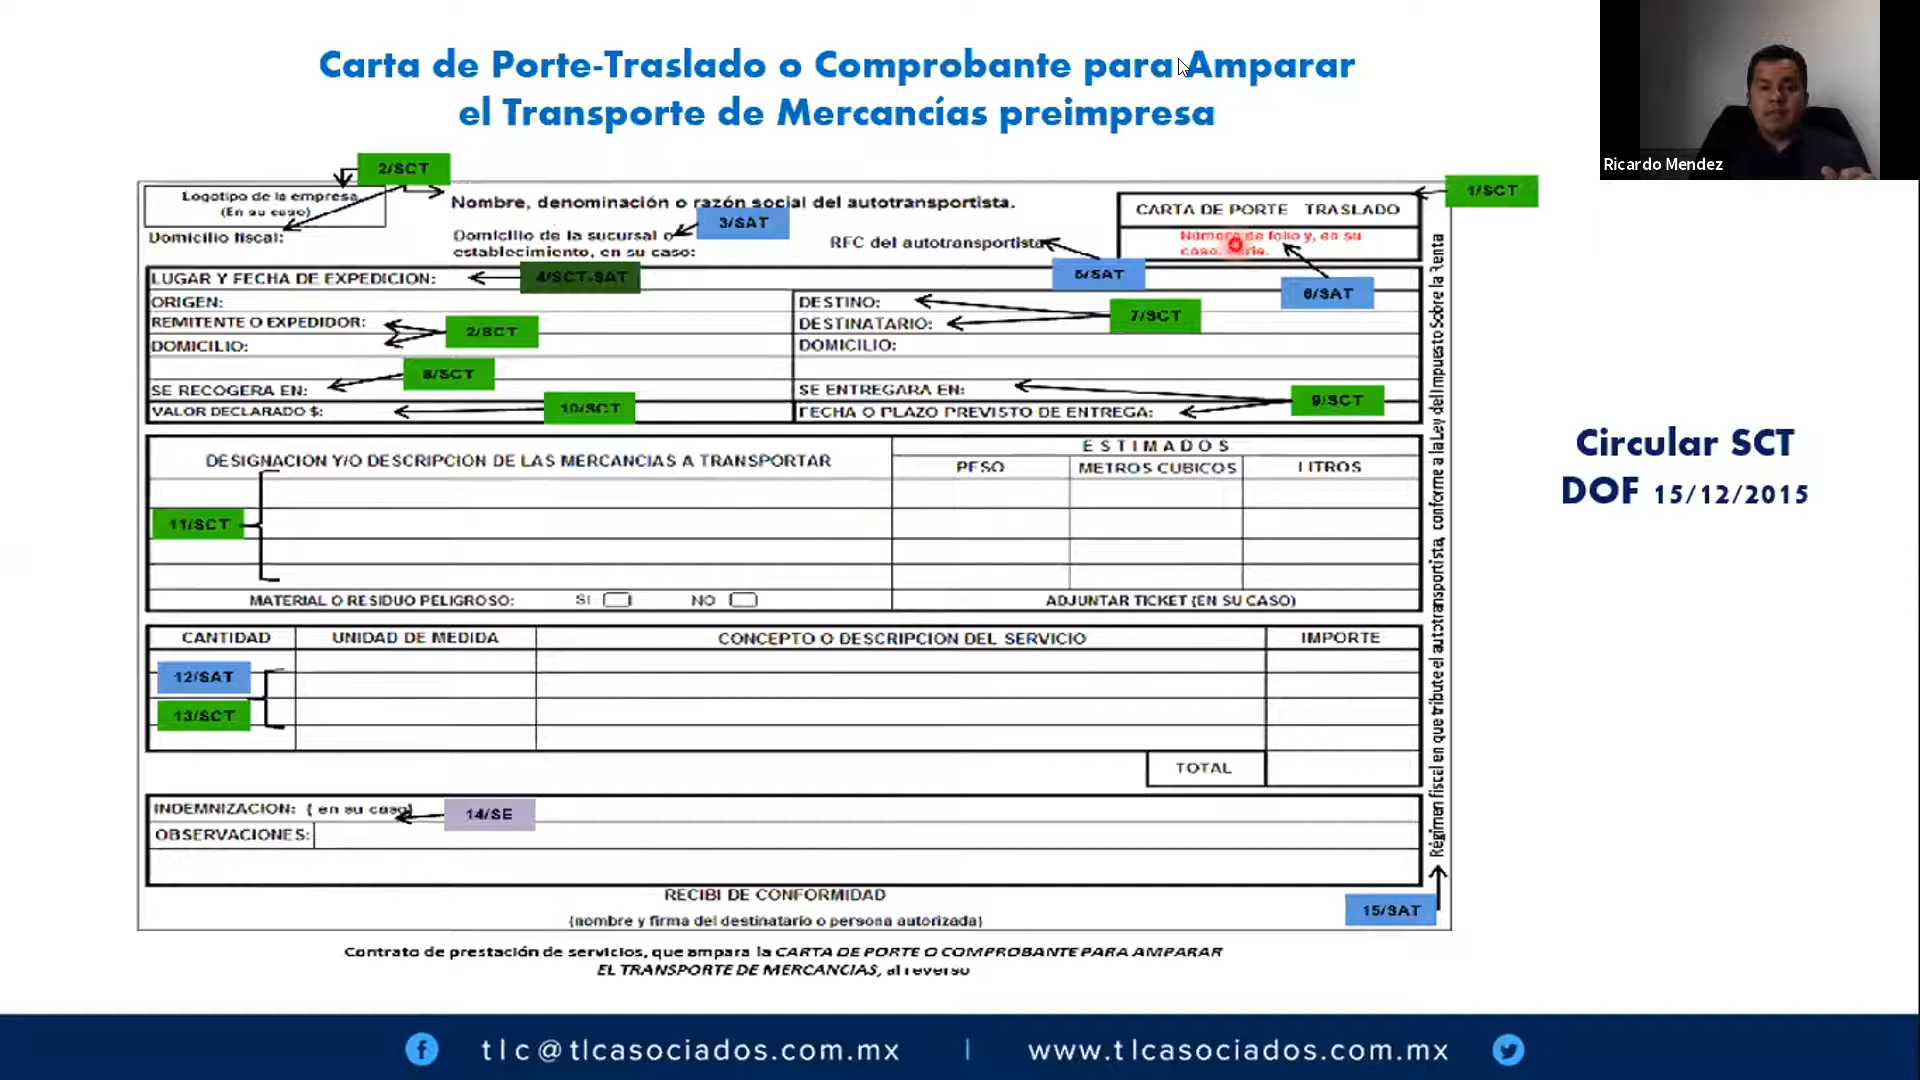 Carta de Porte-Traslado o Comprobante para Amparar
el Transporte de Mercancías preimpresa
Ricardo Mendez
2/SCT
1/SCT
Logotipo de la empresa
(En su caso)
Nombre, denominación o razón social del autotransportista.
CARTA DE PORTE TRASLADO
3/SAT
Domicilio fiscal:
Domicilio de la sucursal o
establecimiento, en su caso:
RFC del autotransportista
Número de folio y, en su
caso, serie.
5/SAT
6/SAT
LUGAR Y FECHA DE EXPEDICION:
4/SCT-SAT
ORIGEN:
DESTINO:
REMITENTE O EXPEDIDOR:
2/SCT
DESTINATARIO:
7/SCT
DOMICILIO:
DOMICILIO:
8/SCT
SE RECOGERA EN:
SE ENTREGARA EN:
9/SCT
VALOR DECLARADO $:
10/SCT
FECHA O PLAZO PREVISTO DE ENTREGA:
DESIGNACION Y/O DESCRIPCION DE LAS MERCANCIAS A TRANSPORTAR
ESTIMADOS
PESO
METROS CUBICOS
LITROS
11/SCT
MATERIAL O RESIDUO PELIGROSO:
SI
NO
ADJUNTAR TICKET (EN SU CASO)
CANTIDAD
UNIDAD DE MEDIDA
CONCEPTO O DESCRIPCION DEL SERVICIO
IMPORTE
12/SAT
13/SCT
TOTAL
INDEMNIZACION: ( en su caso)
14/SE
OBSERVACIONES:
RECIBI DE CONFORMIDAD
(nombre y firma del destinatario o persona autorizada)
15/SAT
Régimen fiscal en que tribute el autotransportista, conforme a la Ley del Impuesto Sobre la Renta
Contrato de prestación de servicios, que ampara la CARTA DE PORTE O COMPROBANTE PARA AMPARAR
EL TRANSPORTE DE MERCANCIAS, al reverso
Circular SCT
DOF 15/12/2015
tlc@tlcasociados.com.mx | www.tlcasociados.com.mx